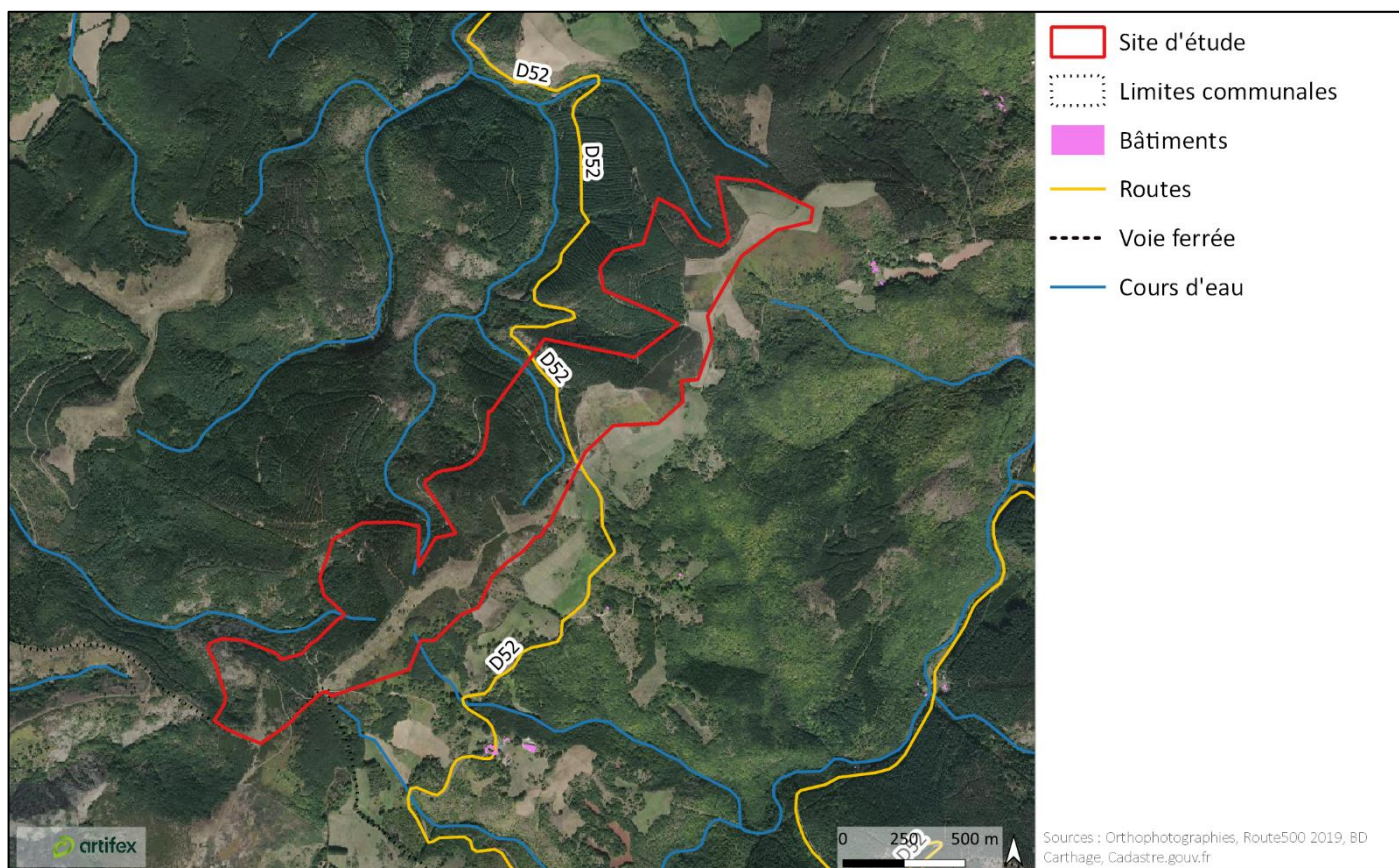 D52
D52
D52
D52
D52
artifex
0 250 500 m
Site d'étude
Limites communales
Bâtiments
Routes
Voie ferrée
Cours d'eau
Sources : Orthophotographies, Route500 2019, BD
Carthage, Cadastre.gouv.fr